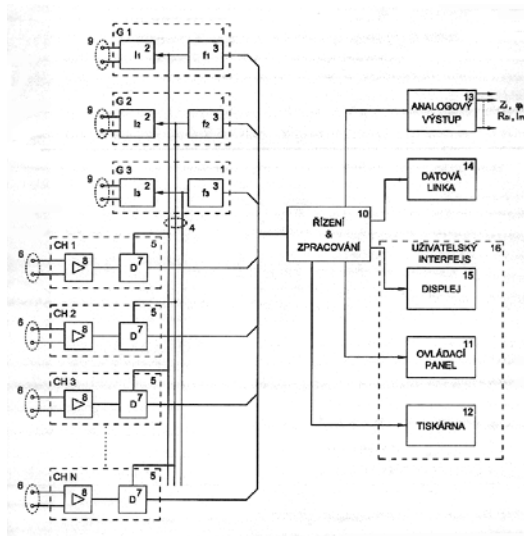 G 1 1
9 I₁ 2 f₁ 3
G 2 1
9 I₂ 2 f₂ 3
G 3 1
9 I₃ 2 f₃ 3
4
CH 1 5
6 8 D 7
CH 2 5
6 8 D 7
CH 3 5
6 8 D 7
CH N 5
6 8 D 7
ŘÍZENÍ 10
&
ZPRACOVÁNÍ
ANALOGOVÝ 13
VÝSTUP
DATOVÁ 14
LINKA
UŽIVATELSKÝ 16
INTERFEJS
DISPLEJ 15
OVLÁDACÍ 11
PANEL
TISKÁRNA 12